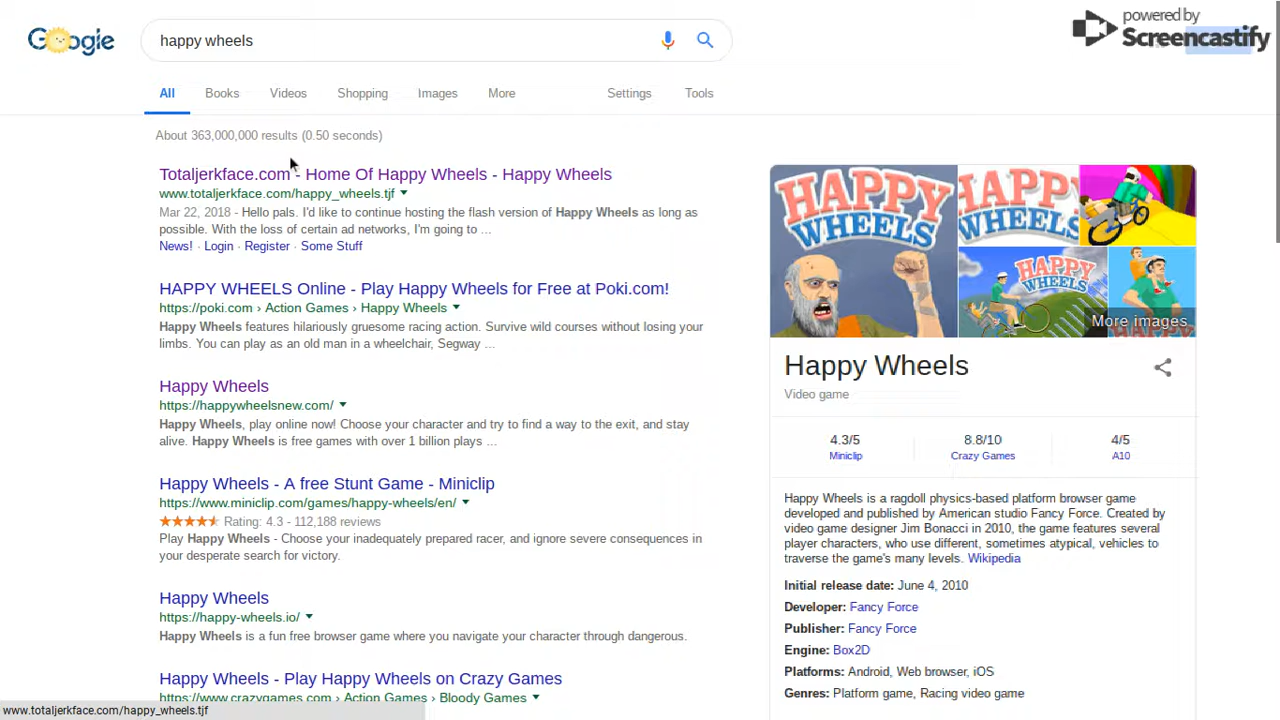 powered by
Screencastify
Google
happy wheels
All Books Videos Shopping Images More Settings Tools
About 363,000,000 results (0.50 seconds)
Totaljerkface.com - Home Of Happy Wheels - Happy Wheels
www.totaljerkface.com/happy_wheels.tjf
Mar 22, 2018 - Hello pals. I'd like to continue hosting the flash version of Happy Wheels as long as
possible. With the loss of certain ad networks, I'm going to ...
News! · Login · Register · Some Stuff
HAPPY WHEELS Online - Play Happy Wheels for Free at Poki.com!
https://poki.com › Action Games › Happy Wheels
Happy Wheels features hilariously gruesome racing action. Survive wild courses without losing your
limbs. You can play as an old man in a wheelchair, Segway ...
Happy Wheels
https://happywheelsnew.com/
Happy Wheels, play online now! Choose your character and try to find a way to the exit, and stay
alive. Happy Wheels is free games with over 1 billion plays ...
Happy Wheels - A free Stunt Game - Miniclip
https://www.miniclip.com/games/happy-wheels/en/
Rating: 4.3 - 112,188 reviews
Play Happy Wheels - Choose your inadequately prepared racer, and ignore severe consequences in
your desperate search for victory.
Happy Wheels
https://happy-wheels.io/
Happy Wheels is a fun free browser game where you navigate your character through dangerous.
Happy Wheels - Play Happy Wheels on Crazy Games
https://www.crazygames.com › Action Games › Bloody Games
www.totaljerkface.com/happy_wheels.tjf
HAPPY
WHEELS
HAPPY
WHEELS
HAPPY
WHEELS
HAPPY
More images
Happy Wheels
Video game
4.3/5 8.8/10 4/5
Miniclip Crazy Games A10
Happy Wheels is a ragdoll physics-based platform browser game
developed and published by American studio Fancy Force. Created by
video game designer Jim Bonacci in 2010, the game features several
player characters, who use different, sometimes atypical, vehicles to
traverse the game's many levels. Wikipedia
Initial release date: June 4, 2010
Developer: Fancy Force
Publisher: Fancy Force
Engine: Box2D
Platforms: Android, Web browser, iOS
Genres: Platform game, Racing video game